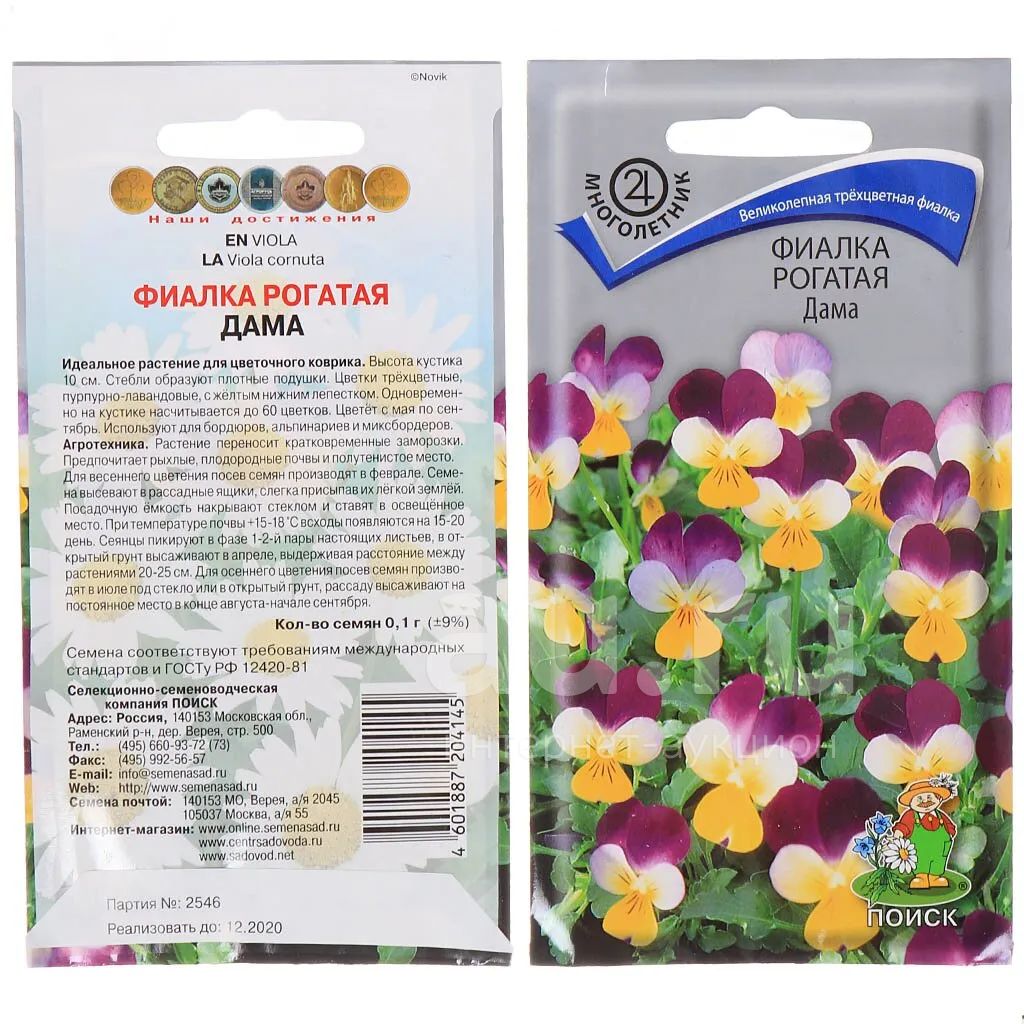 ©Novik
Наши достижения
EN VIOLA
LA Viola cornuta
ФИАЛКА РОГАТАЯ
ДАМА
Идеальное растение для цветочного коврика. Высота кустика
10 см. Стебли образуют плотные подушки. Цветки трёхцветные,
пурпурно-лавандовые, с жёлтым нижним лепестком. Одновремен-
но на кустике насчитывается до 60 цветков. Цветёт с мая по сен-
тябрь. Используют для бордюров, альпинариев и миксбордеров.
Агротехника. Растение переносит кратковременные заморозки.
Предпочитает рыхлые, плодородные почвы и полутенистое место.
Для весеннего цветения посев семян производят в феврале. Семе-
на высевают в рассадные ящики, слегка присыпав их лёгкой землёй.
Посадочную ёмкость накрывают стеклом и ставят в освещённое
место. При температуре почвы +15-18˚С всходы появляются на 15-20
день. Сеянцы пикируют в фазе 1-2-й пары настоящих листьев, в от-
крытый грунт высаживают в апреле, выдерживая расстояние между
растениями 20-25 см. Для осеннего цветения посев семян произво-
дят в июле под стекло или в открытый грунт, рассаду высаживают на
постоянное место в конце августа-начале сентября.
Кол-во семян 0,1 г (±9%)
Семена соответствуют требованиям международных
стандартов и ГОСТу РФ 12420-81
Селекционно-семеноводческая
компания ПОИСК
Адрес: Россия, 140153 Московская обл.,
Раменский р-н, дер. Верея, стр. 500
Тел.: (495) 660-93-72 (73)
Факс: (495) 992-56-57
E-mail: info@semenasad.ru
Web: http://www.semenasad.ru
Семена почтой: 140153 МО, Верея, а/я 2045
105037 Москва, а/я 55
Интернет-магазин: www.online.semenasad.ru
www.centrsadovoda.ru
www.sadovod.net
4 601887 204145
Партия №: 2546
Реализовать до: 12.2020
МНОГОЛЕТНИК
Великолепная трёхцветная фиалка
ФИАЛКА
РОГАТАЯ
Дама
ПОИСК
®
au.ru
интернет-аукцион